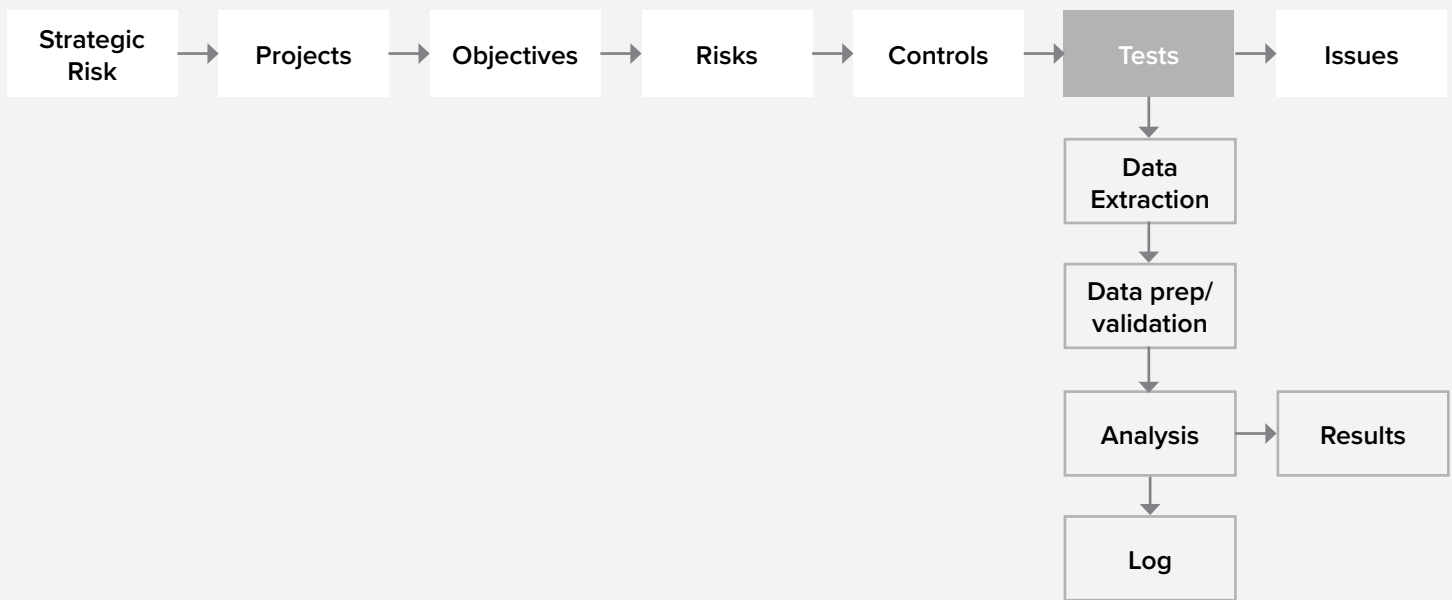 Strategic
Risk
Projects
Objectives
Risks
Controls
Tests
Issues
Data
Extraction
Data prep/
validation
Analysis
Results
Log